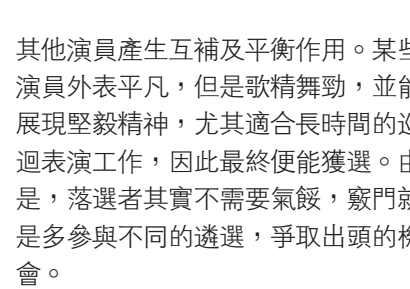 其他演員產生互補及平衡作用。某些
演員外表平凡，但是歌精舞勁，並能
展現堅毅精神，尤其適合長時間的巡
迴表演工作，因此最終便能獲選。由
是，落選者其實不需要氣餒，竅門就
是多參與不同的遴選，爭取出頭的機
會。